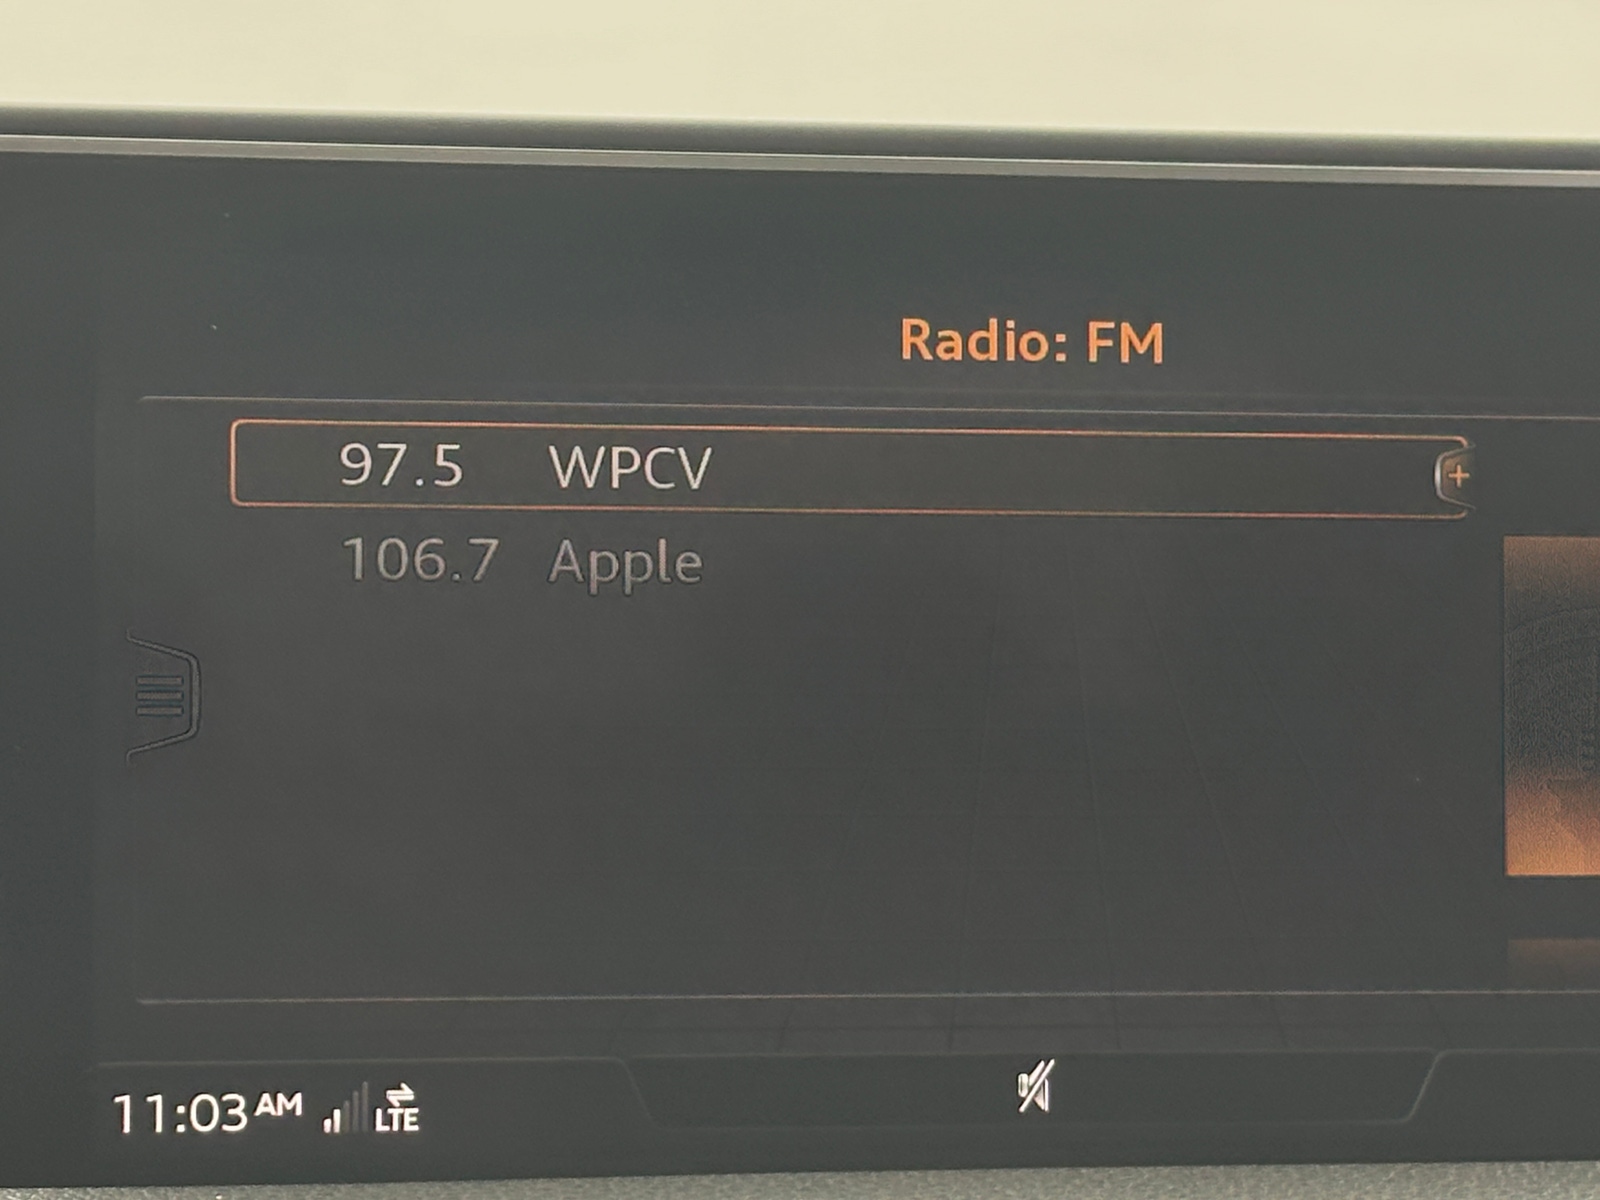 Radio: FM
97.5 WPCV
106.7 Apple
11:03 AM LTE